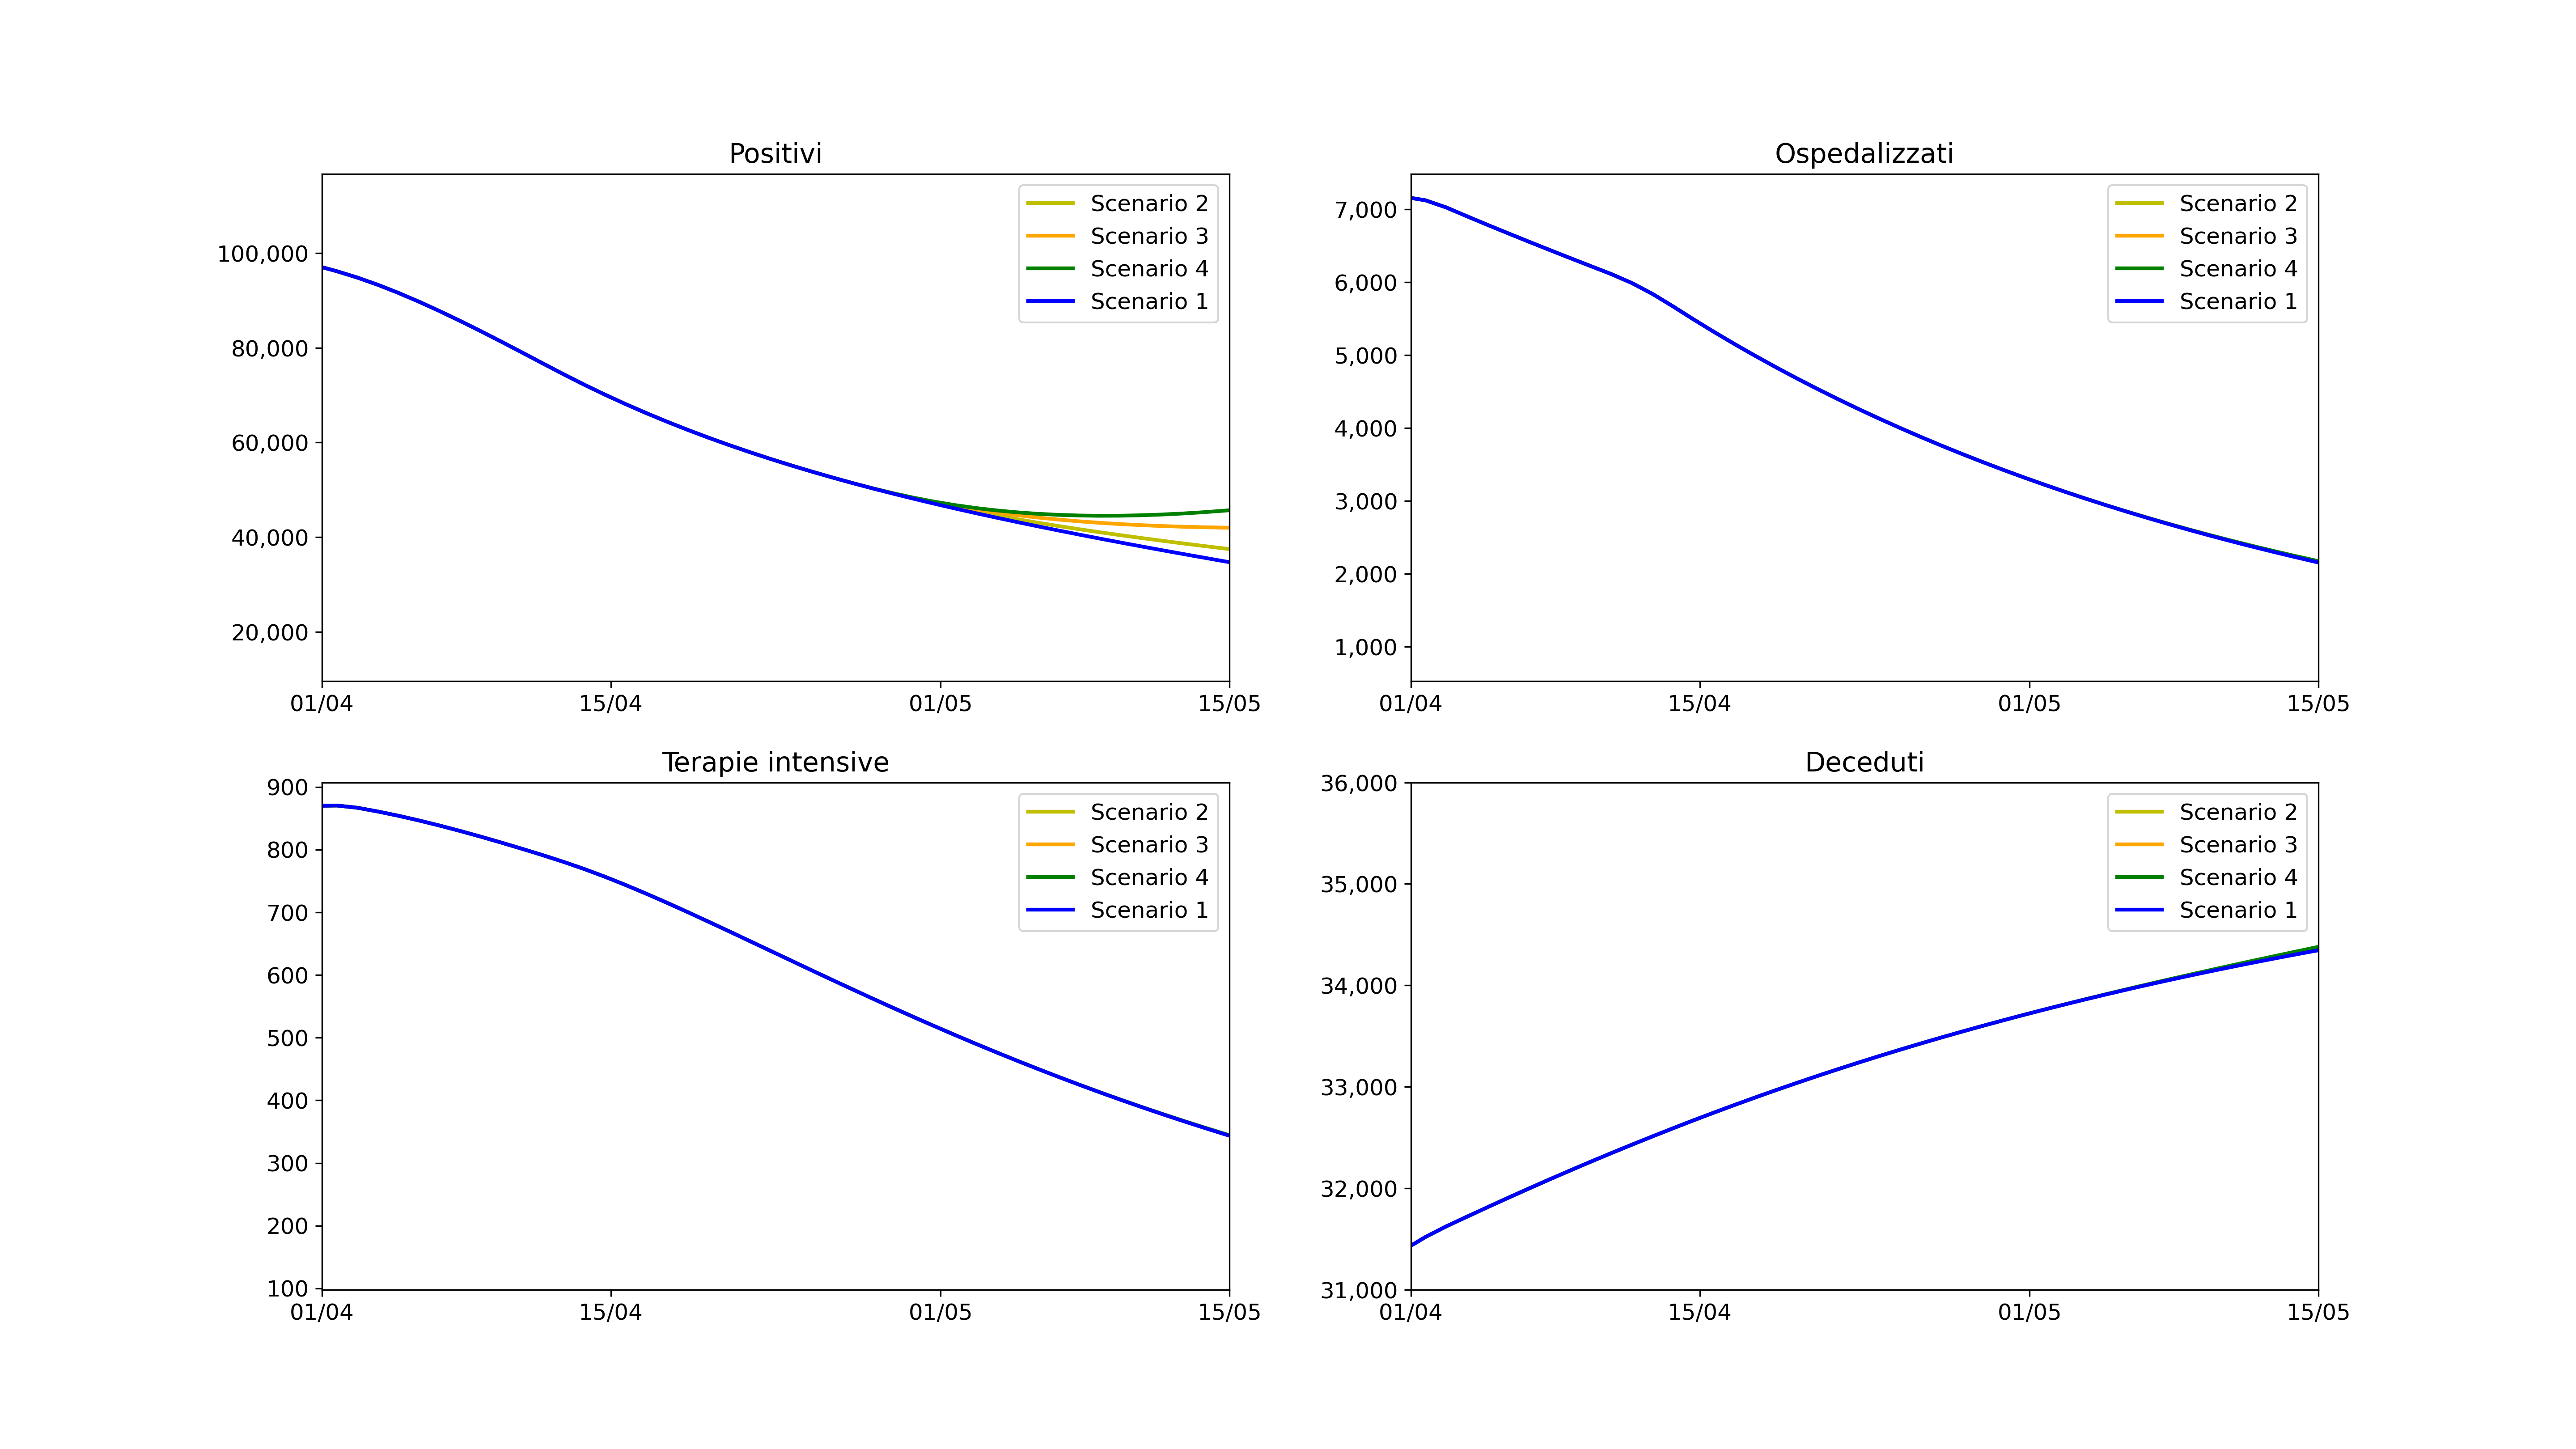 Positivi
100,000
80,000
60,000
40,000
20,000
01/04 15/04 01/05 15/05
Scenario 2
Scenario 3
Scenario 4
Scenario 1
Ospedalizzati
7,000
6,000
5,000
4,000
3,000
2,000
1,000
01/04 15/04 01/05 15/05
Scenario 2
Scenario 3
Scenario 4
Scenario 1
Terapie intensive
900
800
700
600
500
400
300
200
100
01/04 15/04 01/05 15/05
Scenario 2
Scenario 3
Scenario 4
Scenario 1
Deceduti
36,000
35,000
34,000
33,000
32,000
31,000
01/04 15/04 01/05 15/05
Scenario 2
Scenario 3
Scenario 4
Scenario 1